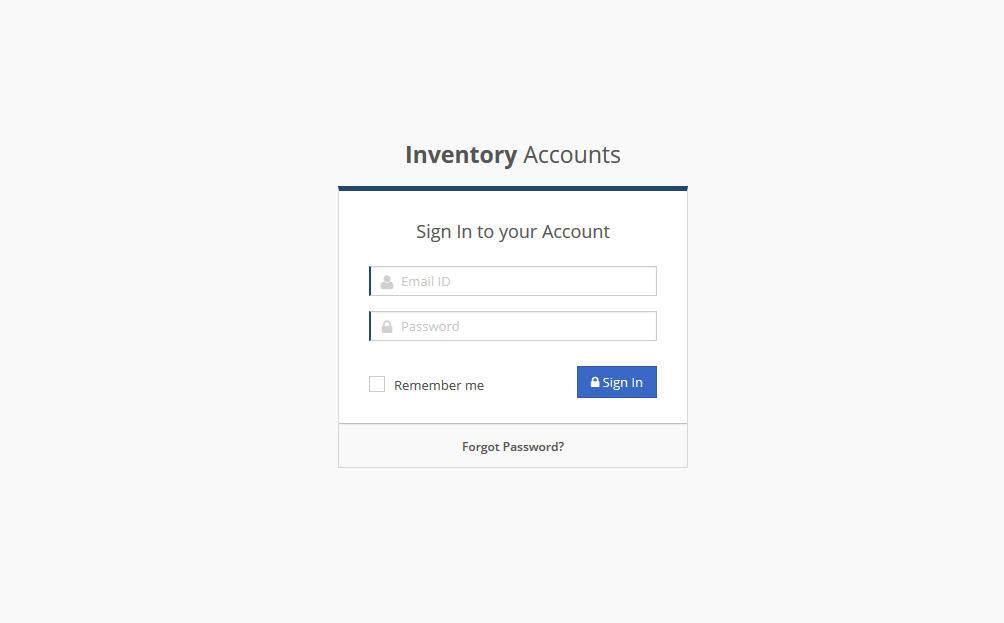 Inventory Accounts
Sign In to your Account
Email ID
Password
Remember me
Sign In
Forgot Password?